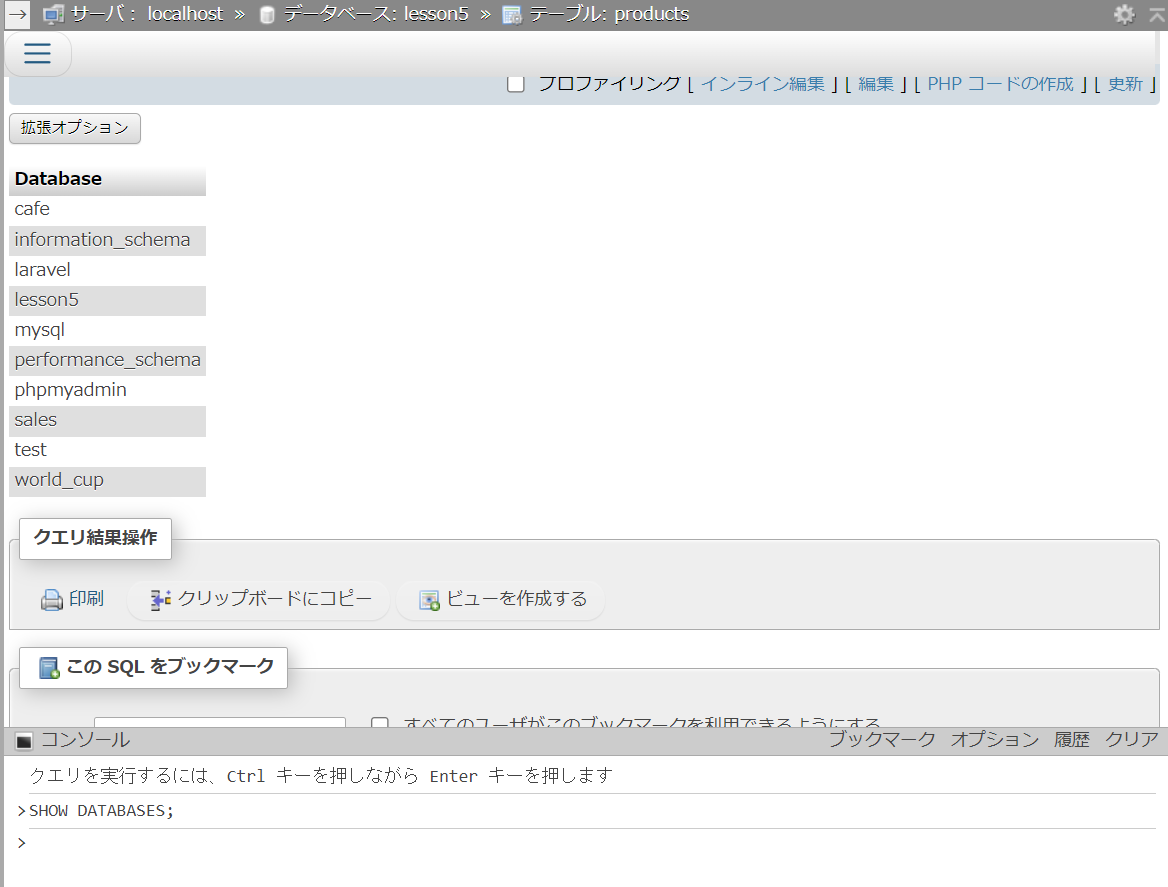 サーバ： localhost » データベース: lesson5 » テーブル: products
プロファイリング [ インライン編集 ] [ 編集 ] [ PHP コードの作成 ] [ 更新 ]
拡張オプション
Database
cafe
information_schema
laravel
lesson5
mysql
performance_schema
phpmyadmin
sales
test
world_cup
クエリ結果操作
印刷 クリップボードにコピー ビューを作成する
この SQL をブックマーク
すべてのユーザがこのブックマークを利用できるようにする
コンソール ブックマーク オプション 履歴 クリア
クエリを実行するには、Ctrl キーを押しながら Enter キーを押します
>SHOW DATABASES;
>